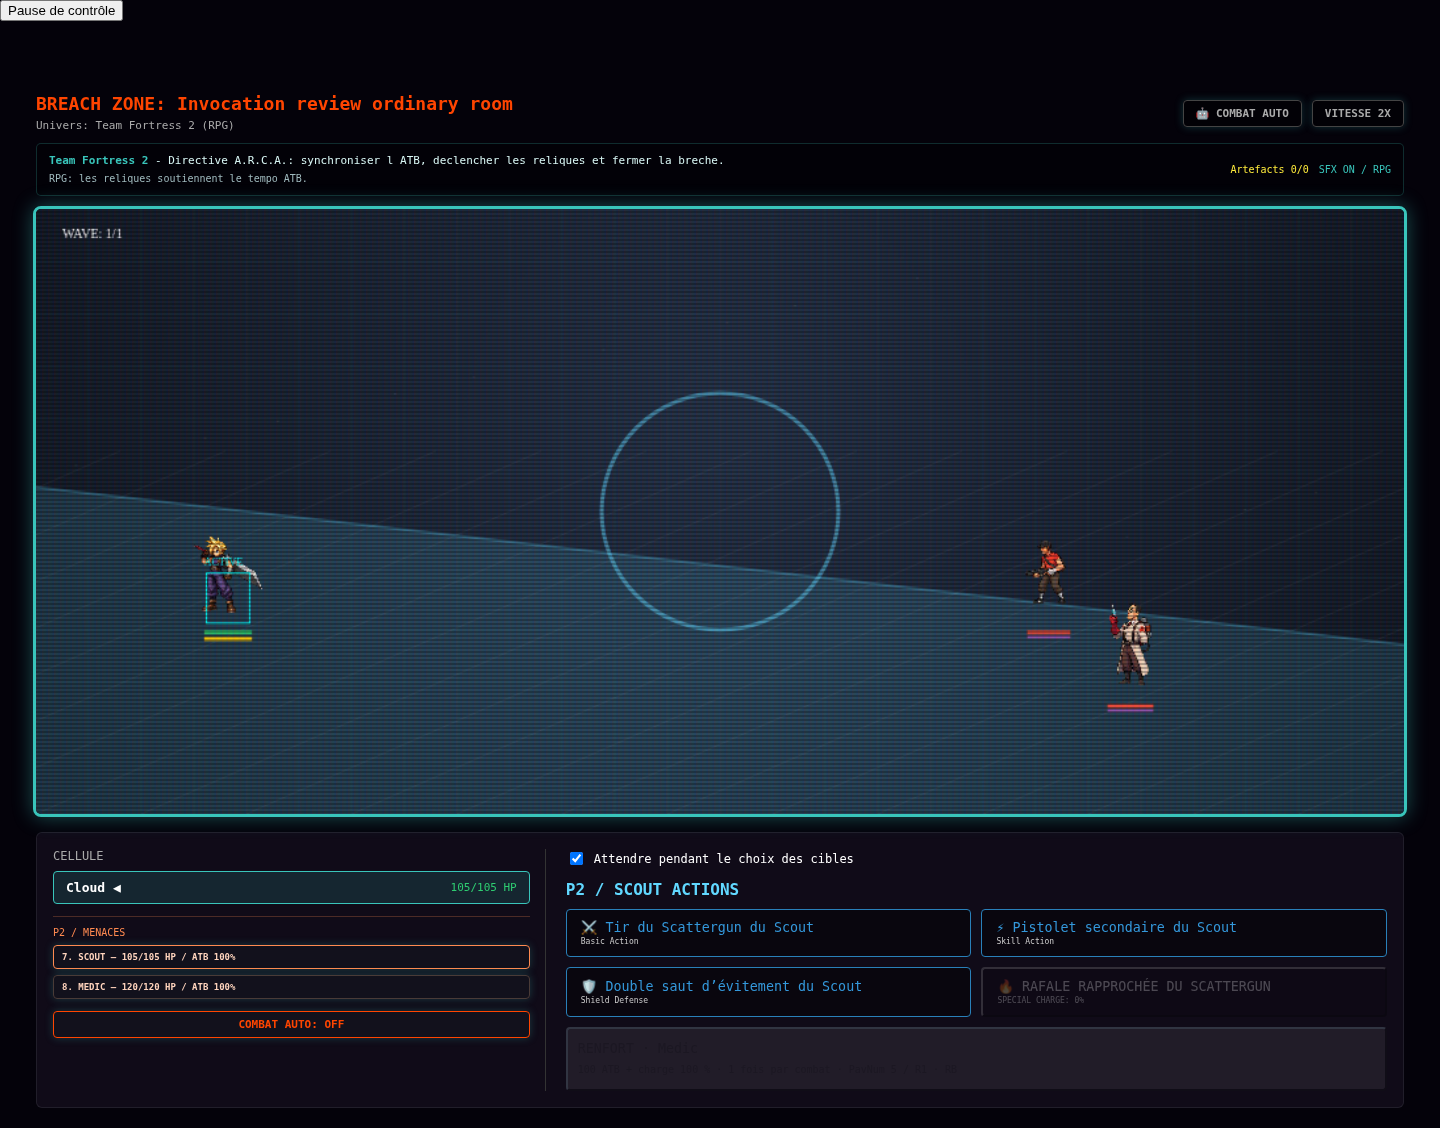 Pause de contrôle
BREACH ZONE: Invocation review ordinary room
Univers: Team Fortress 2 (RPG)
🤖 COMBAT AUTO
VITESSE 2X
Team Fortress 2 - Directive A.R.C.A.: synchroniser l ATB, declencher les reliques et fermer la breche.
RPG: les reliques soutiennent le tempo ATB.
Artefacts 0/0 SFX ON / RPG
WAVE: 1/1
CELLULE
Cloud ◀
105/105 HP
P2 / MENACES
7. SCOUT — 105/105 HP / ATB 100%
8. MEDIC — 120/120 HP / ATB 100%
COMBAT AUTO: OFF
Attendre pendant le choix des cibles
P2 / SCOUT ACTIONS
⚔️ Tir du Scattergun du Scout
Basic Action
⚡ Pistolet secondaire du Scout
Skill Action
🛡️ Double saut d’évitement du Scout
Shield Defense
🔥 RAFALE RAPPROCHÉE DU SCATTERGUN
SPECIAL CHARGE: 0%
RENFORT Medic